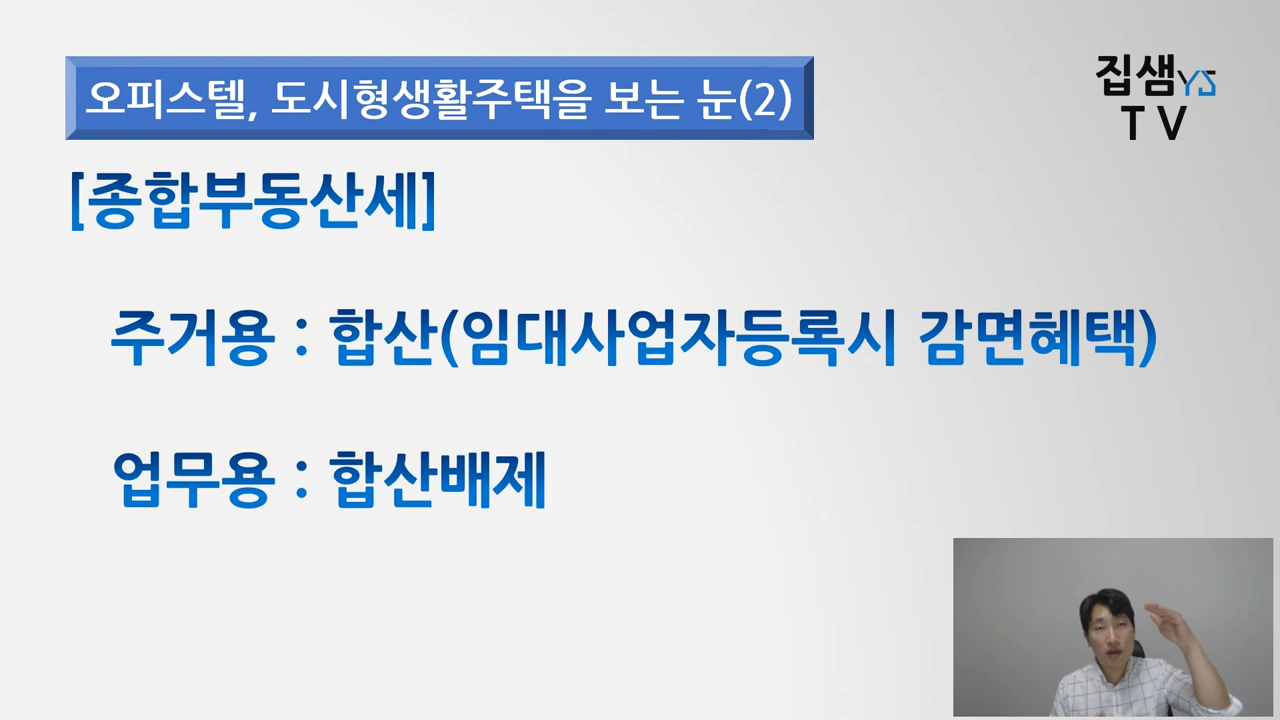 오피스텔, 도시형생활주택을 보는 눈(2)
집샘YS
TV
[종합부동산세]
주거용 : 합산(임대사업자등록시 감면혜택)
업무용 : 합산배제